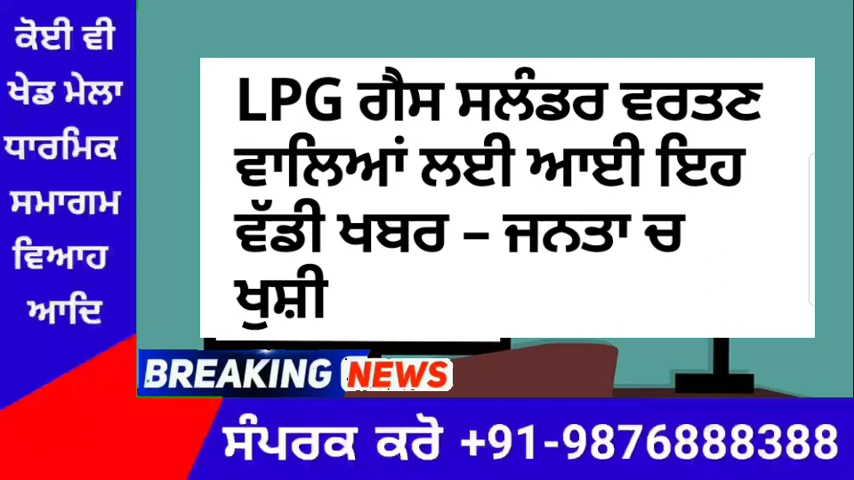 ਕੋਈ ਵੀ
ਖੇਡ ਮੇਲਾ
ਧਾਰਮਿਕ
ਸਮਾਗਮ
ਵਿਆਹ
ਆਦਿ
LPG ਗੈਸ ਸਲੰਡਰ ਵਰਤਣ
ਵਾਲਿਆਂ ਲਈ ਆਈ ਇਹ
ਵੱਡੀ ਖਬਰ – ਜਨਤਾ ਚ
ਖੁਸ਼ੀ
BREAKING NEWS
ਸੰਪਰਕ ਕਰੋ +91-9876888388